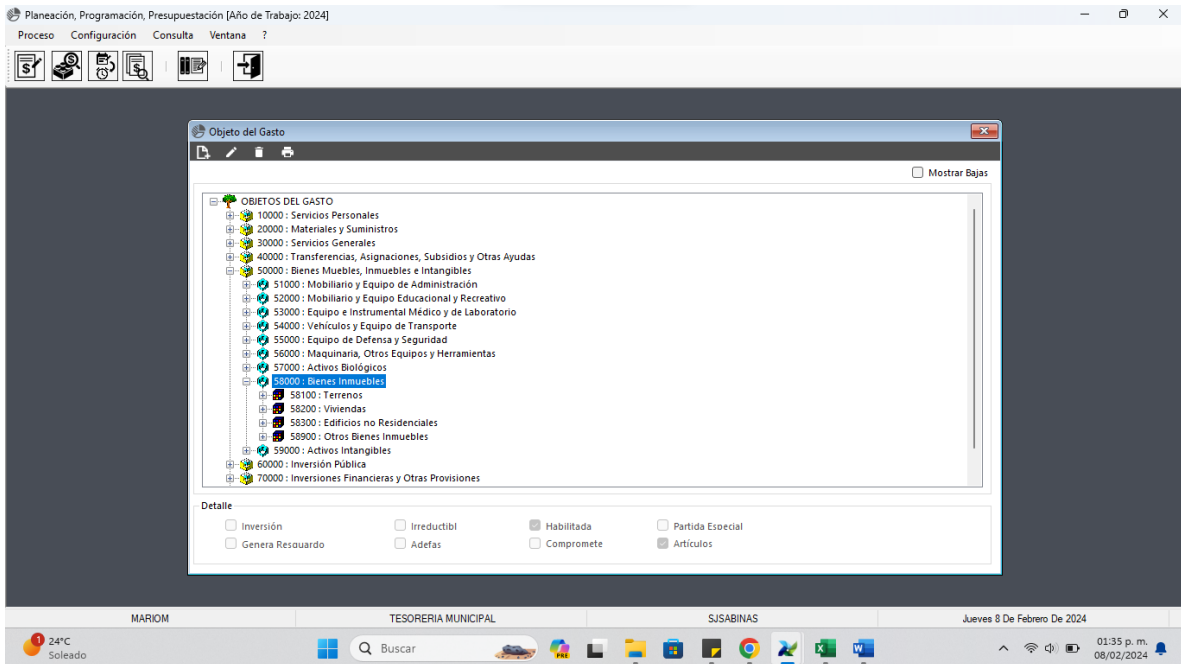 Planeación, Programación, Presupuestación [Año de Trabajo: 2024]
Proceso Configuración Consulta Ventana ?
Objeto del Gasto
Mostrar Bajas
OBJETOS DEL GASTO
10000 : Servicios Personales
20000 : Materiales y Suministros
30000 : Servicios Generales
40000 : Transferencias, Asignaciones, Subsidios y Otras Ayudas
50000 : Bienes Muebles, Inmuebles e Intangibles
51000 : Mobiliario y Equipo de Administración
52000 : Mobiliario y Equipo Educacional y Recreativo
53000 : Equipo e Instrumental Médico y de Laboratorio
54000 : Vehículos y Equipo de Transporte
55000 : Equipo de Defensa y Seguridad
56000 : Maquinaria, Otros Equipos y Herramientas
57000 : Activos Biológicos
58000 : Bienes Inmuebles
58100 : Terrenos
58200 : Viviendas
58300 : Edificios no Residenciales
58900 : Otros Bienes Inmuebles
59000 : Activos Intangibles
60000 : Inversión Pública
70000 : Inversiones Financieras y Otras Provisiones
Detalle
Inversión Irreductibl Habilitada Partida Especial
Genera Resguardo Adefas Compromete Artículos
MARIOM TESORERIA MUNICIPAL SJSABINAS Jueves 8 De Febrero De 2024
1 24°C Buscar PRE 01:35 p. m.
Soleado 08/02/2024